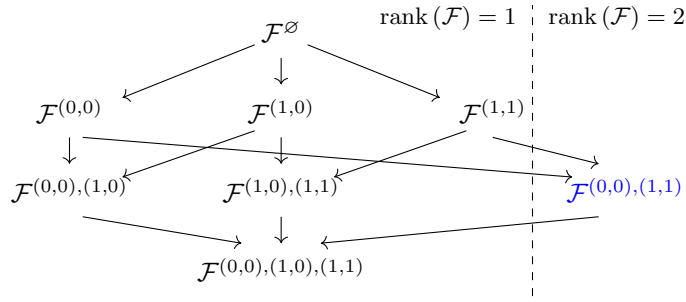 rank (ℱ) = 1 rank (ℱ) = 2
ℱ^∅
ℱ^(0,0) ℱ^(1,0) ℱ^(1,1)
ℱ^(0,0),(1,0) ℱ^(1,0),(1,1) ℱ^(0,0),(1,1)
ℱ^(0,0),(1,0),(1,1)